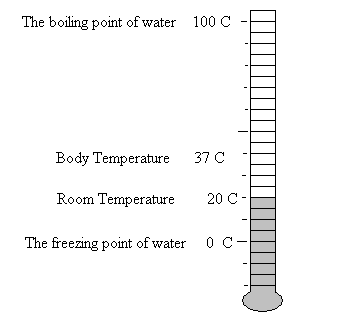 The boiling point of water 100 C
Body Temperature 37 C
Room Temperature 20 C
The freezing point of water 0 C